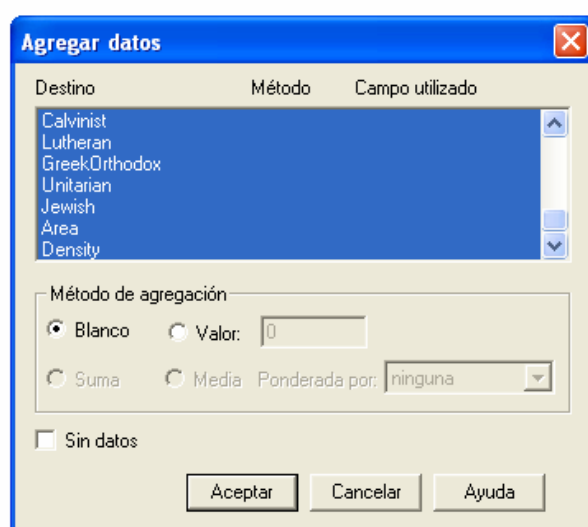 Agregar datos
Destino Método Campo utilizado
Calvinist
Lutheran
GreekOrthodox
Unitarian
Jewish
Area
Density
Método de agregación
Blanco Valor: 0
Suma Media Ponderada por: ninguna
Sin datos
Aceptar Cancelar Ayuda